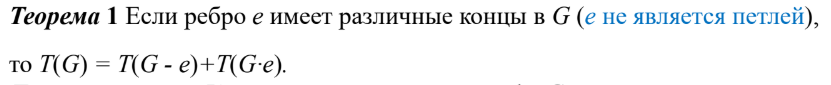 Теорема 1 Если ребро e имеет различные концы в G (e не является петлей),
то T(G) = T(G - e)+T(G·e).